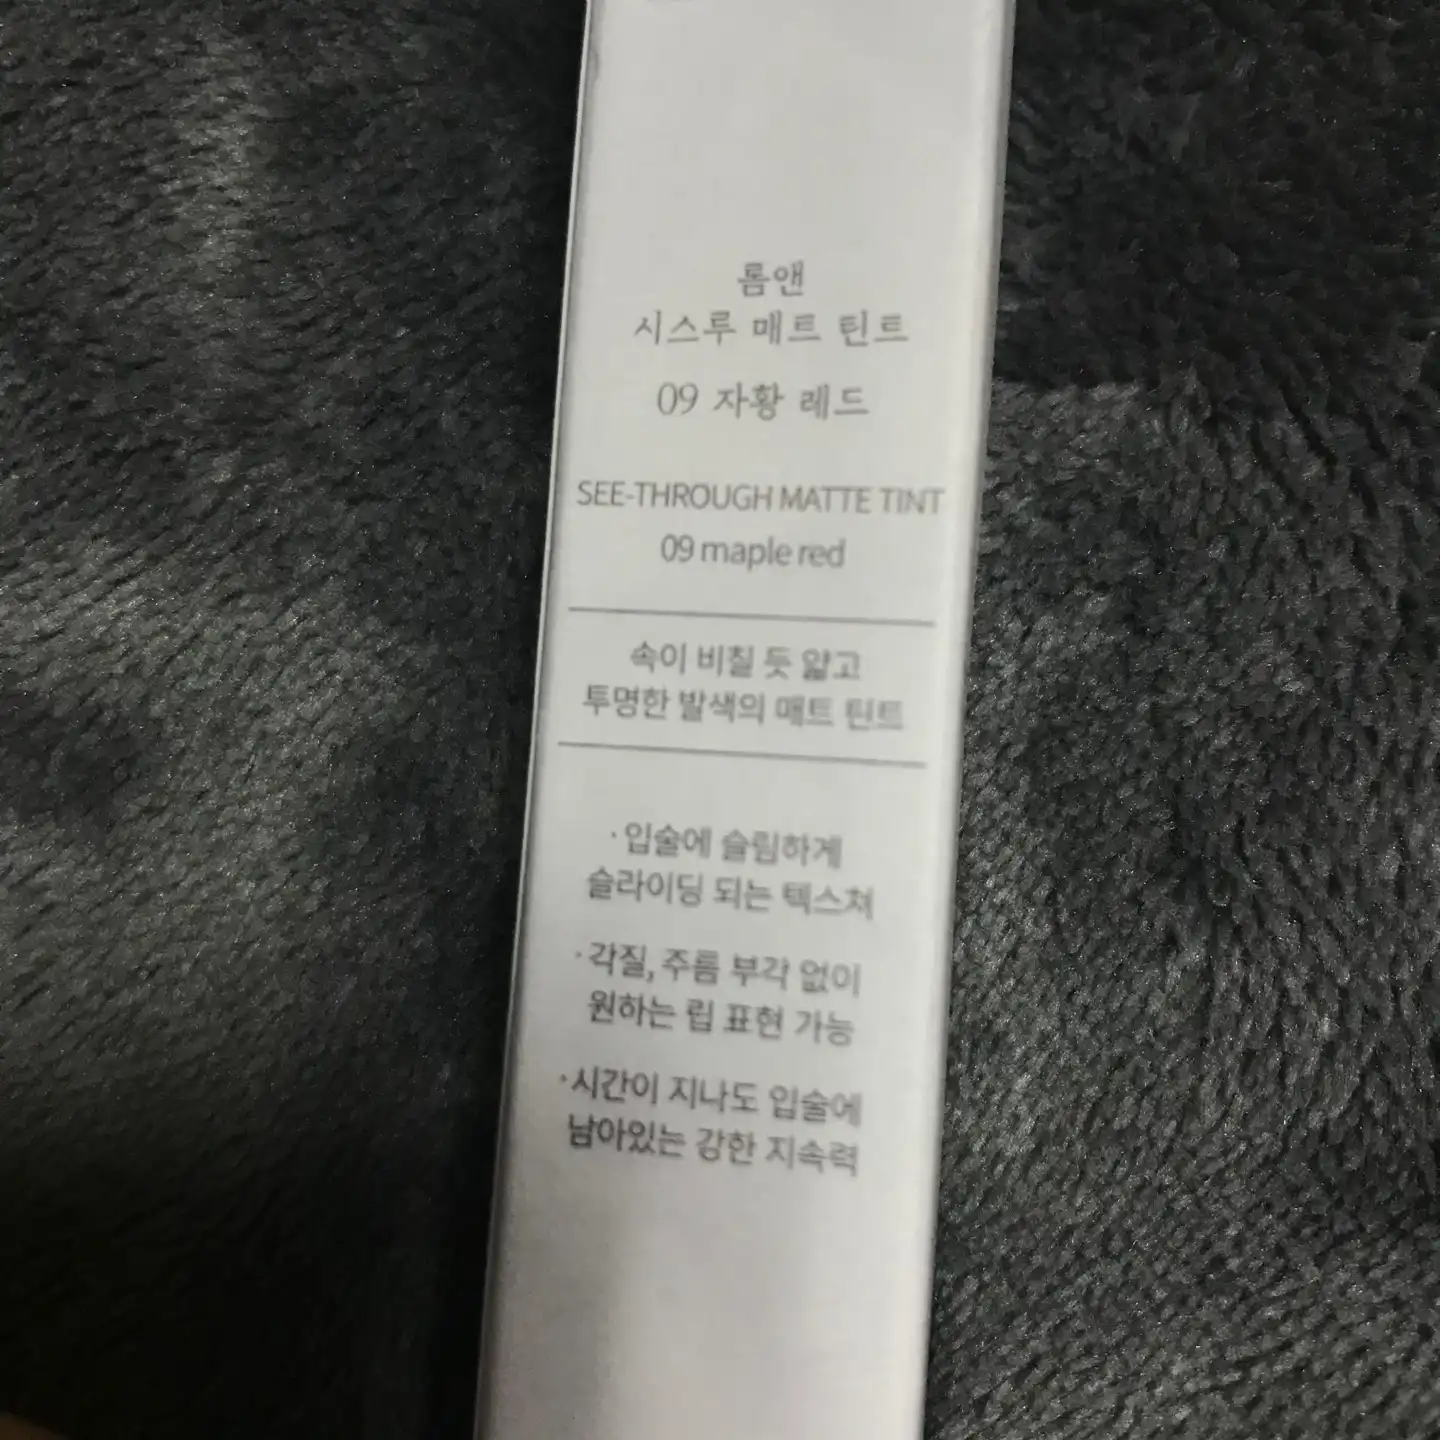 롬앤
시스루 매트 틴트
09 자황 레드
SEE-THROUGH MATTE TINT
09 maple red
속이 비칠 듯 얇고
투명한 발색의 매트 틴트
· 입술에 슬림하게
슬라이딩 되는 텍스쳐
· 각질, 주름 부각 없이
원하는 립 표현 가능
· 시간이 지나도 입술에
남아있는 강한 지속력